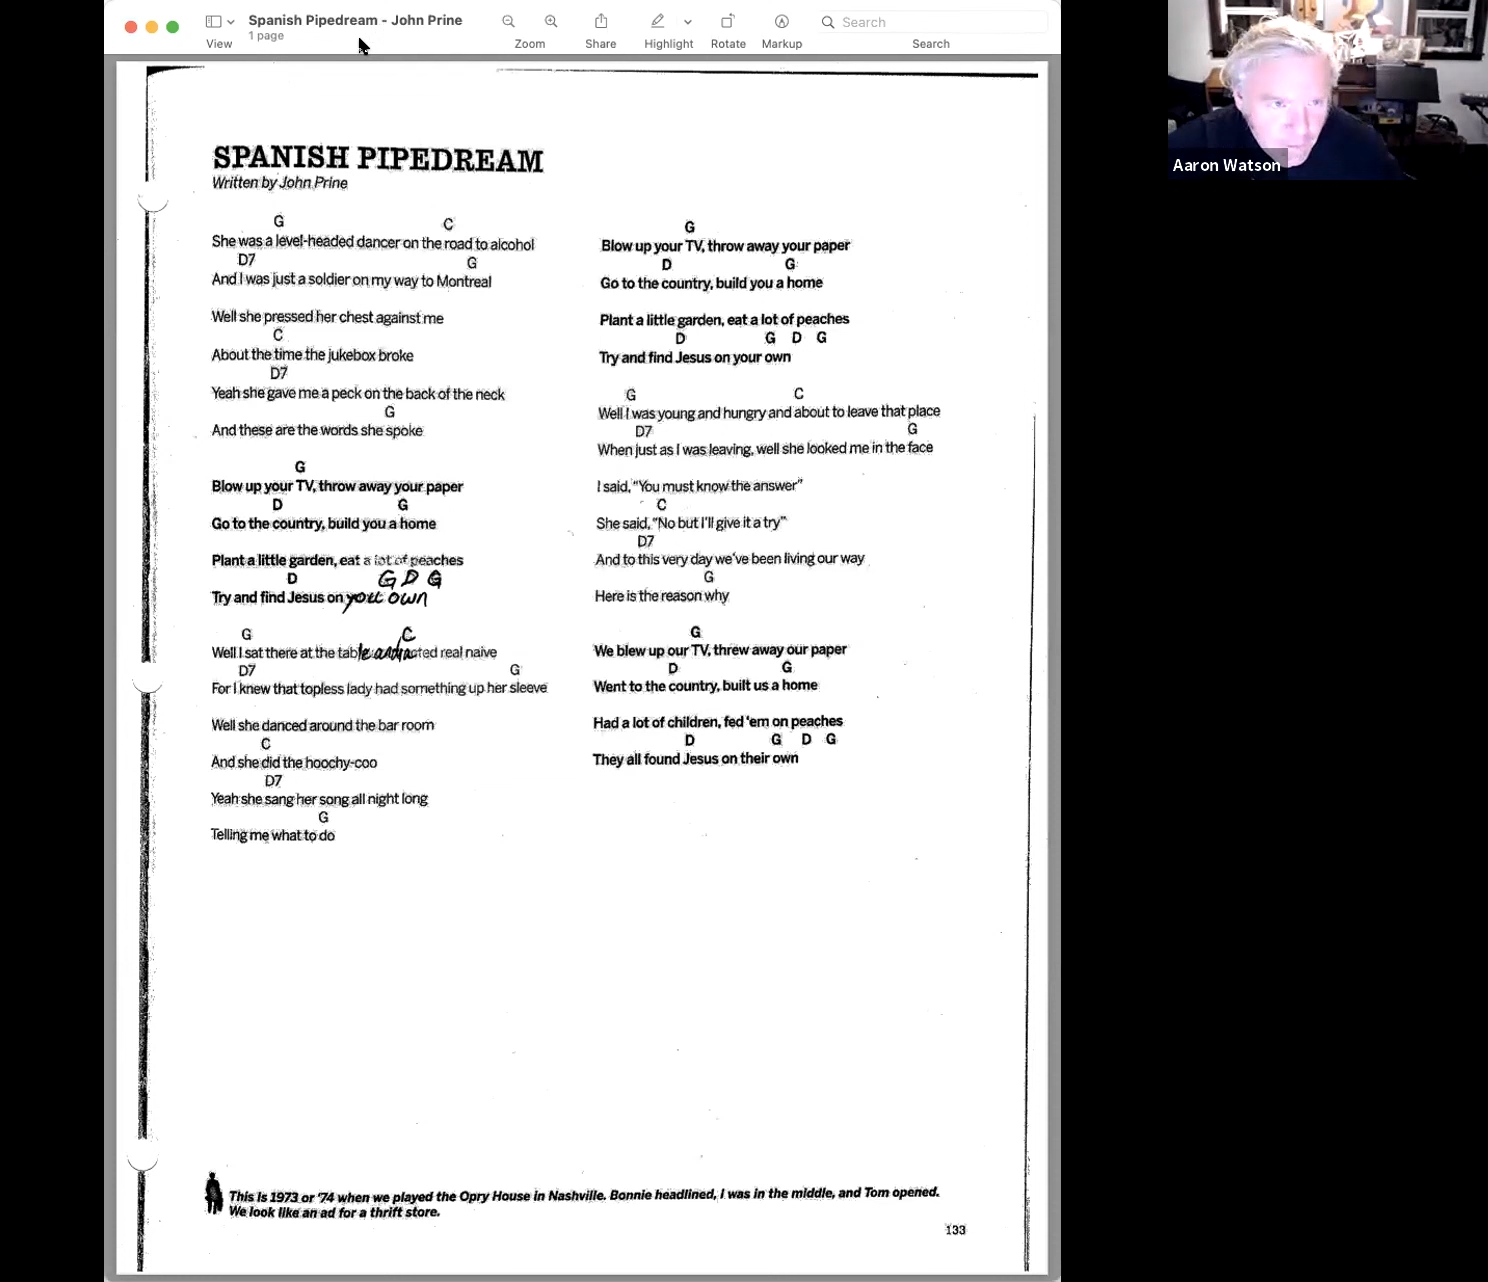 Spanish Pipedream - John Prine
1 page
View
Zoom
Share
Highlight
Rotate
Markup
Search
Search
Aaron Watson
SPANISH PIPEDREAM
Written by John Prine
G C
She was a level-headed dancer on the road to alcohol
D7 G
And I was just a soldier on my way to Montreal
Well she pressed her chest against me
C
About the time the jukebox broke
D7
Yeah she gave me a peck on the back of the neck
G
And these are the words she spoke
G
Blow up your TV, throw away your paper
D G
Go to the country, build you a home
Plant a little garden, eat a lot of peaches
D G D G
Try and find Jesus on your own
G C
Well I sat there at the table and acted real naive
D7 G
For I knew that topless lady had something up her sleeve
Well she danced around the bar room
C
And she did the hoochy-coo
D7
Yeah she sang her song all night long
G
Telling me what to do
G
Blow up your TV, throw away your paper
D G
Go to the country, build you a home
Plant a little garden, eat a lot of peaches
D G D G
Try and find Jesus on your own
G C
Well I was young and hungry and about to leave that place
D7 G
When just as I was leaving, well she looked me in the face
I said, "You must know the answer"
C
She said, "No but I'll give it a try"
D7
And to this very day we've been living our way
G
Here is the reason why
G
We blew up our TV, threw away our paper
D G
Went to the country, built us a home
Had a lot of children, fed 'em on peaches
D G D G
They all found Jesus on their own
This is 1973 or '74 when we played the Opry House in Nashville. Bonnie headlined, I was in the middle, and Tom opened.
We look like an ad for a thrift store.
133